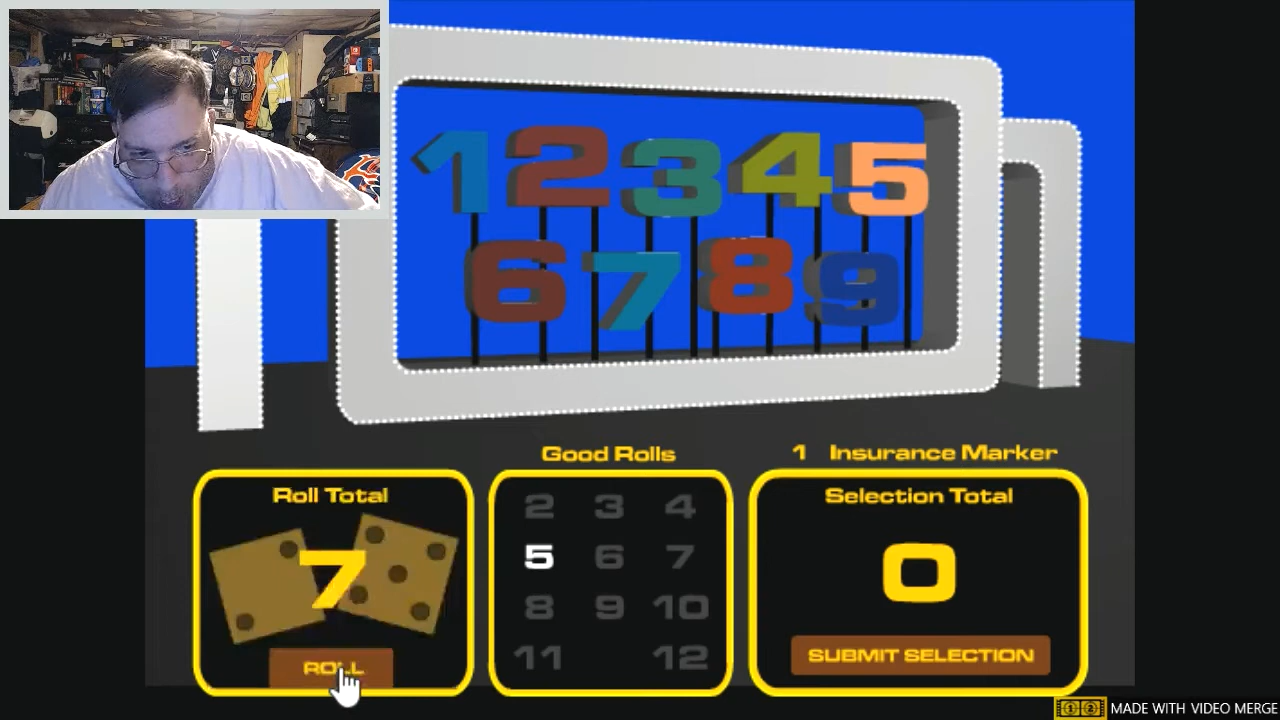 1 2 3 4 5
6 7 8 9
Good Rolls
1 Insurance Marker
Roll Total
7
ROLL
2 3 4
5 6 7
8 9 10
11 12
Selection Total
0
SUBMIT SELECTION
MADE WITH VIDEO MERGE